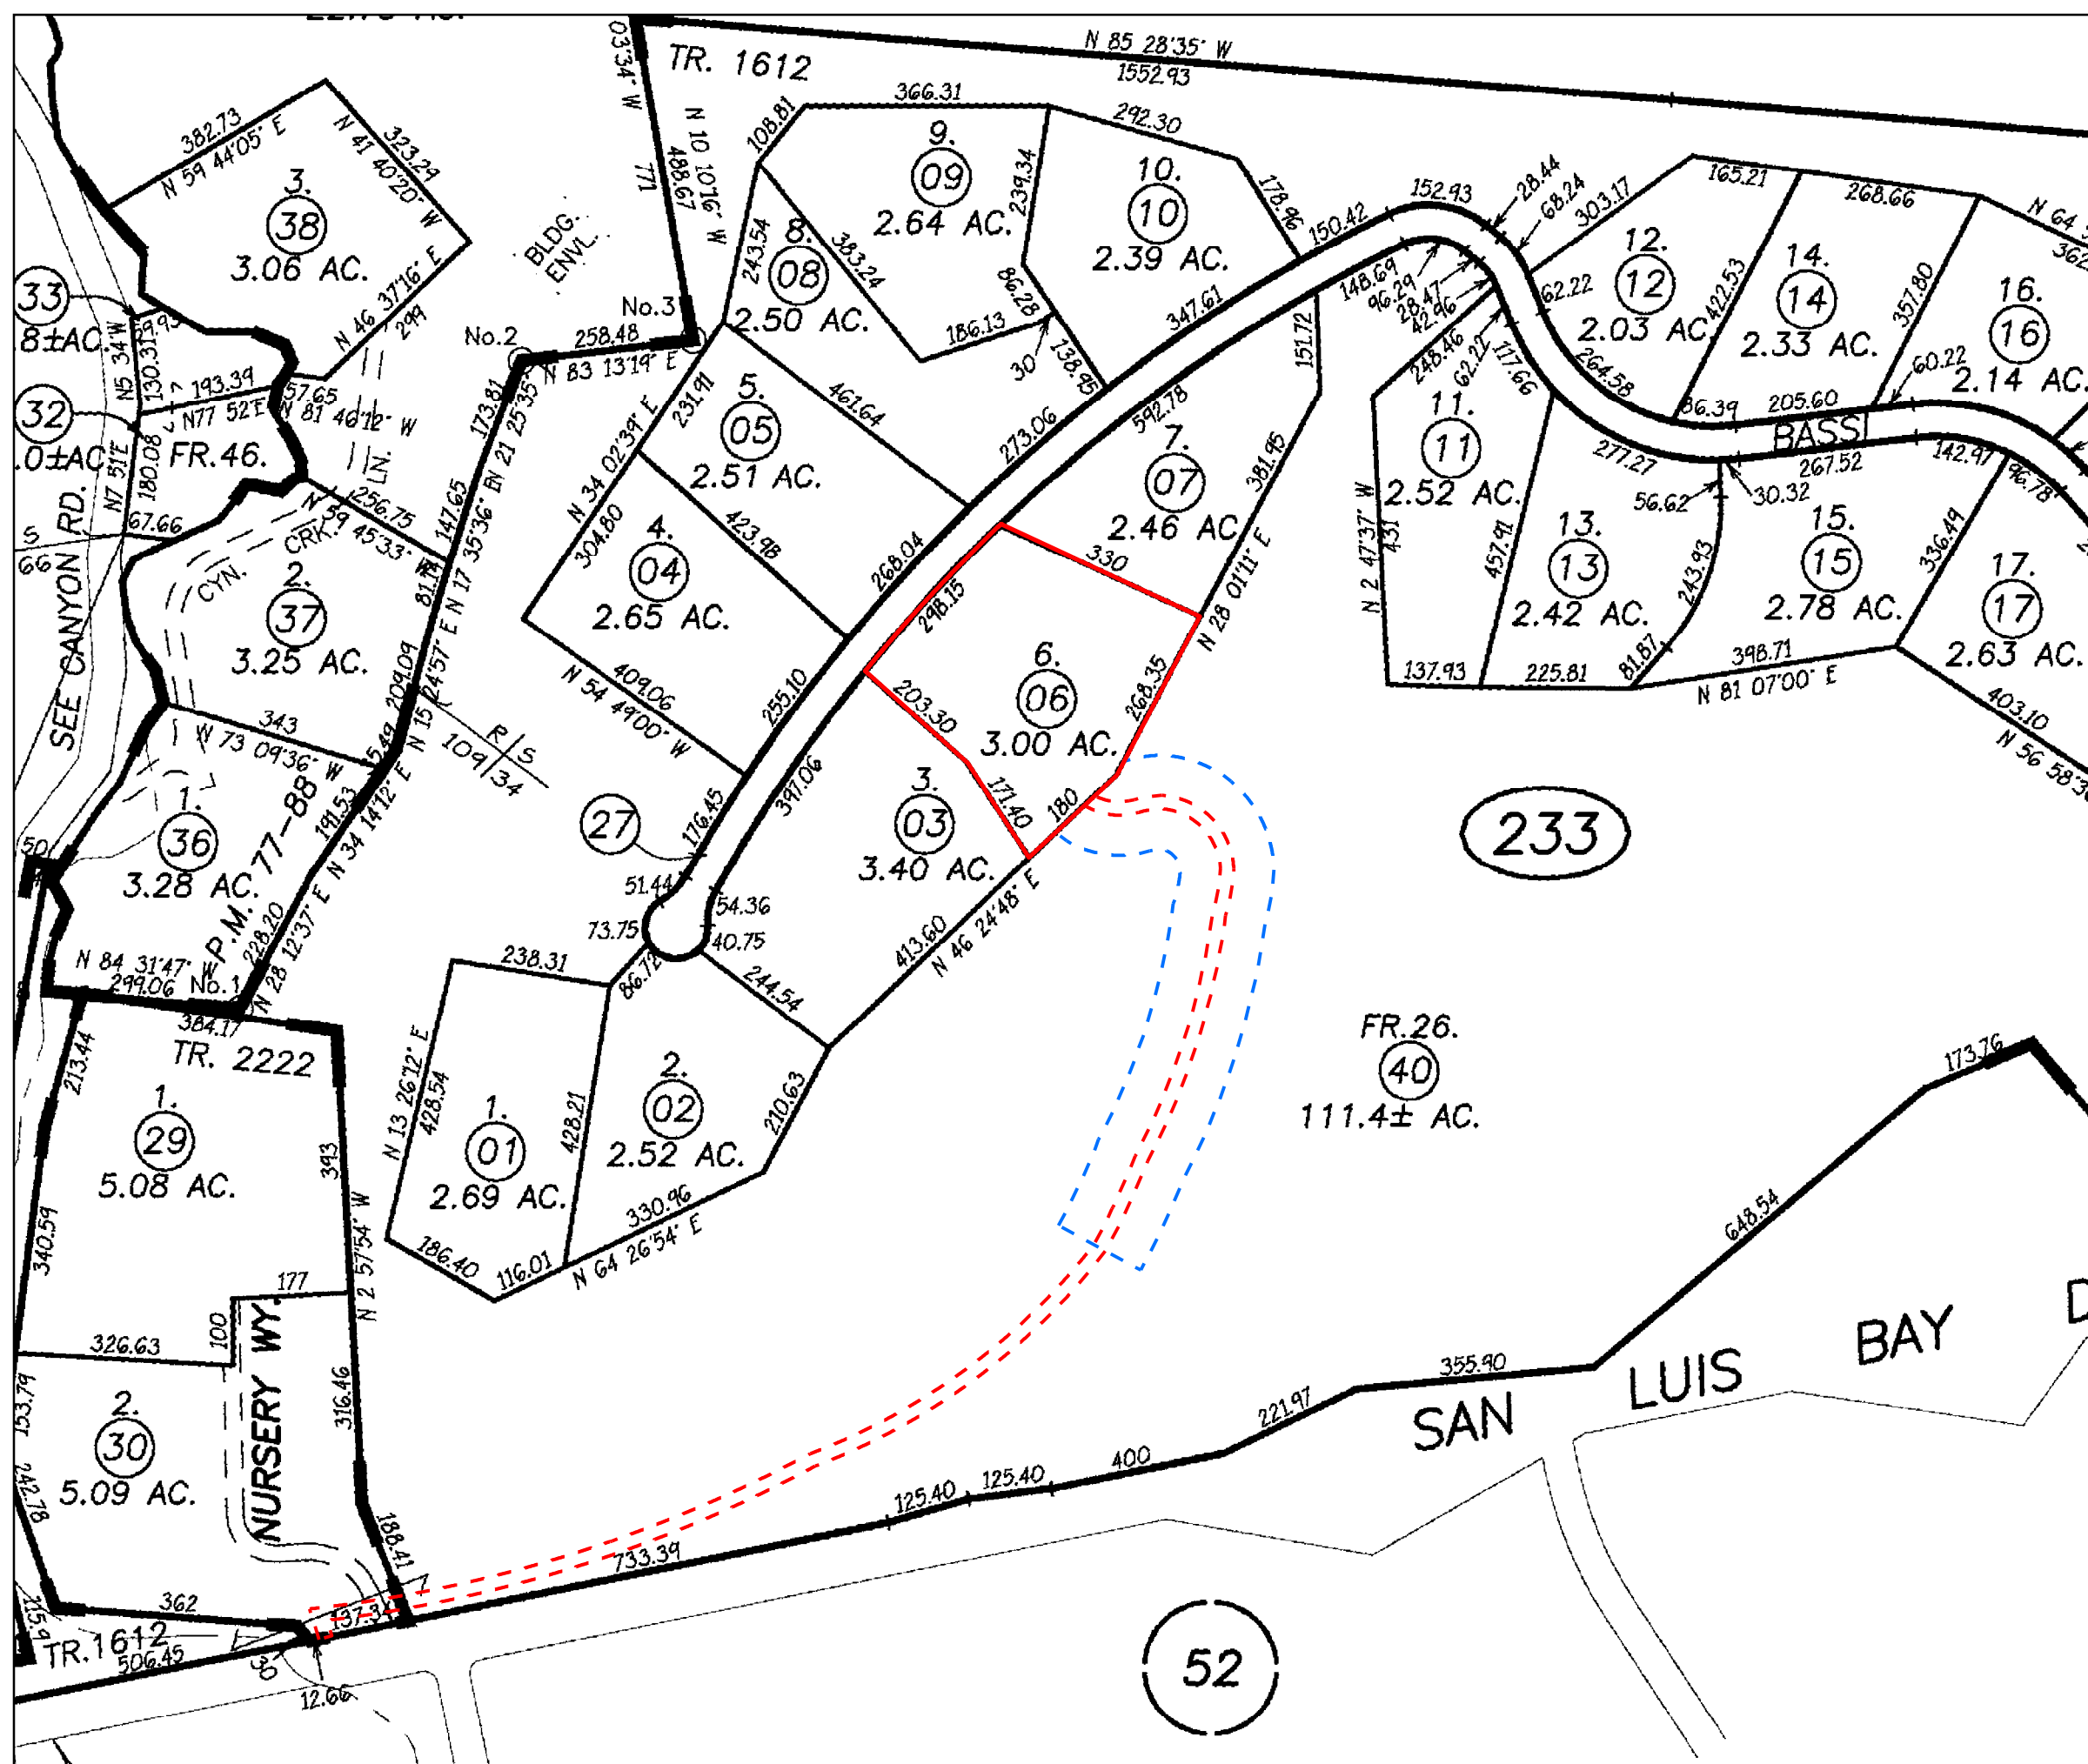 TR. 1612
N 85 28'35" W
1552.93
03'34" W
771
N 10 10'16" W
488.67
382.73
N 59 44'05" E
323.29
N 41 40'20" W
3.
38
3.06 AC.
N 46 37'16" E
299
BLDG.
ENVL.
No.2
No.3
258.48
N 83 13'19" E
33
8±AC.
59.93
N5 34'W
130.31
32
.0±AC
193.39
N77 52'E
57.65
N 81 46'12" W
FR.46.
LN.
N7 51'E
180.08
67.66
S
66
256.75
N 59 45'33" W
CRK.
CYN.
173.81
N 21 25'35" E
147.65
N 17 35'36" E
209.09
N 15 24'57" E
2.
37
3.25 AC.
SEE CANYON RD.
343
N 73 09'36" W
R/S
109/34
191.53
N 34 14'12" E
1.
36
3.28 AC.
P.M. 77-88
50
228.20
N 28 12'37" E
N 84 31'47" W
299.06
No.1
384.17
TR. 2222
213.44
1.
29
5.08 AC.
393
N 2 57'54" W
340.59
177
100
326.63
NURSERY WY.
316.46
153.79
2.
30
5.09 AC.
242.78
188.41
362
137.34
115.9
TR.1612
506.45
30
12.66
108.81
366.31
9.
09
2.64 AC.
239.34
243.54
8.
08
2.50 AC.
383.24
186.13
86.28
30
138.95
292.30
10.
10
2.39 AC.
178.96
150.42
152.93
28.44
68.24
303.17
347.61
148.69
96.29
28.47
42.96
248.46
62.22
62.22
117.66
264.58
165.21
12.
12
2.03 AC.
422.53
268.66
14.
14
2.33 AC.
357.80
N 64
362
16.
16
2.14 AC.
60.22
86.39
205.60
BASSI
267.52
142.97
96.78
277.27
56.62
30.32
231.91
N 34 02'39" E
5.
05
2.51 AC.
461.64
273.06
592.78
151.72
7.
07
2.46 AC
381.95
304.80
4.
04
2.65 AC.
423.98
268.04
298.15
330
N 28 01'11" E
11.
11
2.52 AC.
N 2 47'37" W
431
457.91
13.
13
2.42 AC.
243.93
81.87
15.
15
2.78 AC.
336.49
17.
17
2.63 AC.
137.93
225.81
398.71
N 81 07'00" E
403.10
N 56 58'3
409.06
N 54 49'00" W
255.10
203.30
6.
06
3.00 AC.
268.35
171.40
180
397.06
176.45
27
3.
03
3.40 AC.
51.44
54.36
73.75
40.75
86.72
244.54
413.60
N 46 24'48" E
233
238.31
N 13 26'12" E
428.54
1.
01
2.69 AC.
428.21
2.
02
2.52 AC.
210.63
186.40
116.01
330.96
N 64 26'54" E
FR.26.
40
111.4± AC.
173.76
648.54
355.90
221.97
400
125.40
125.40
733.39
SAN LUIS BAY D
52